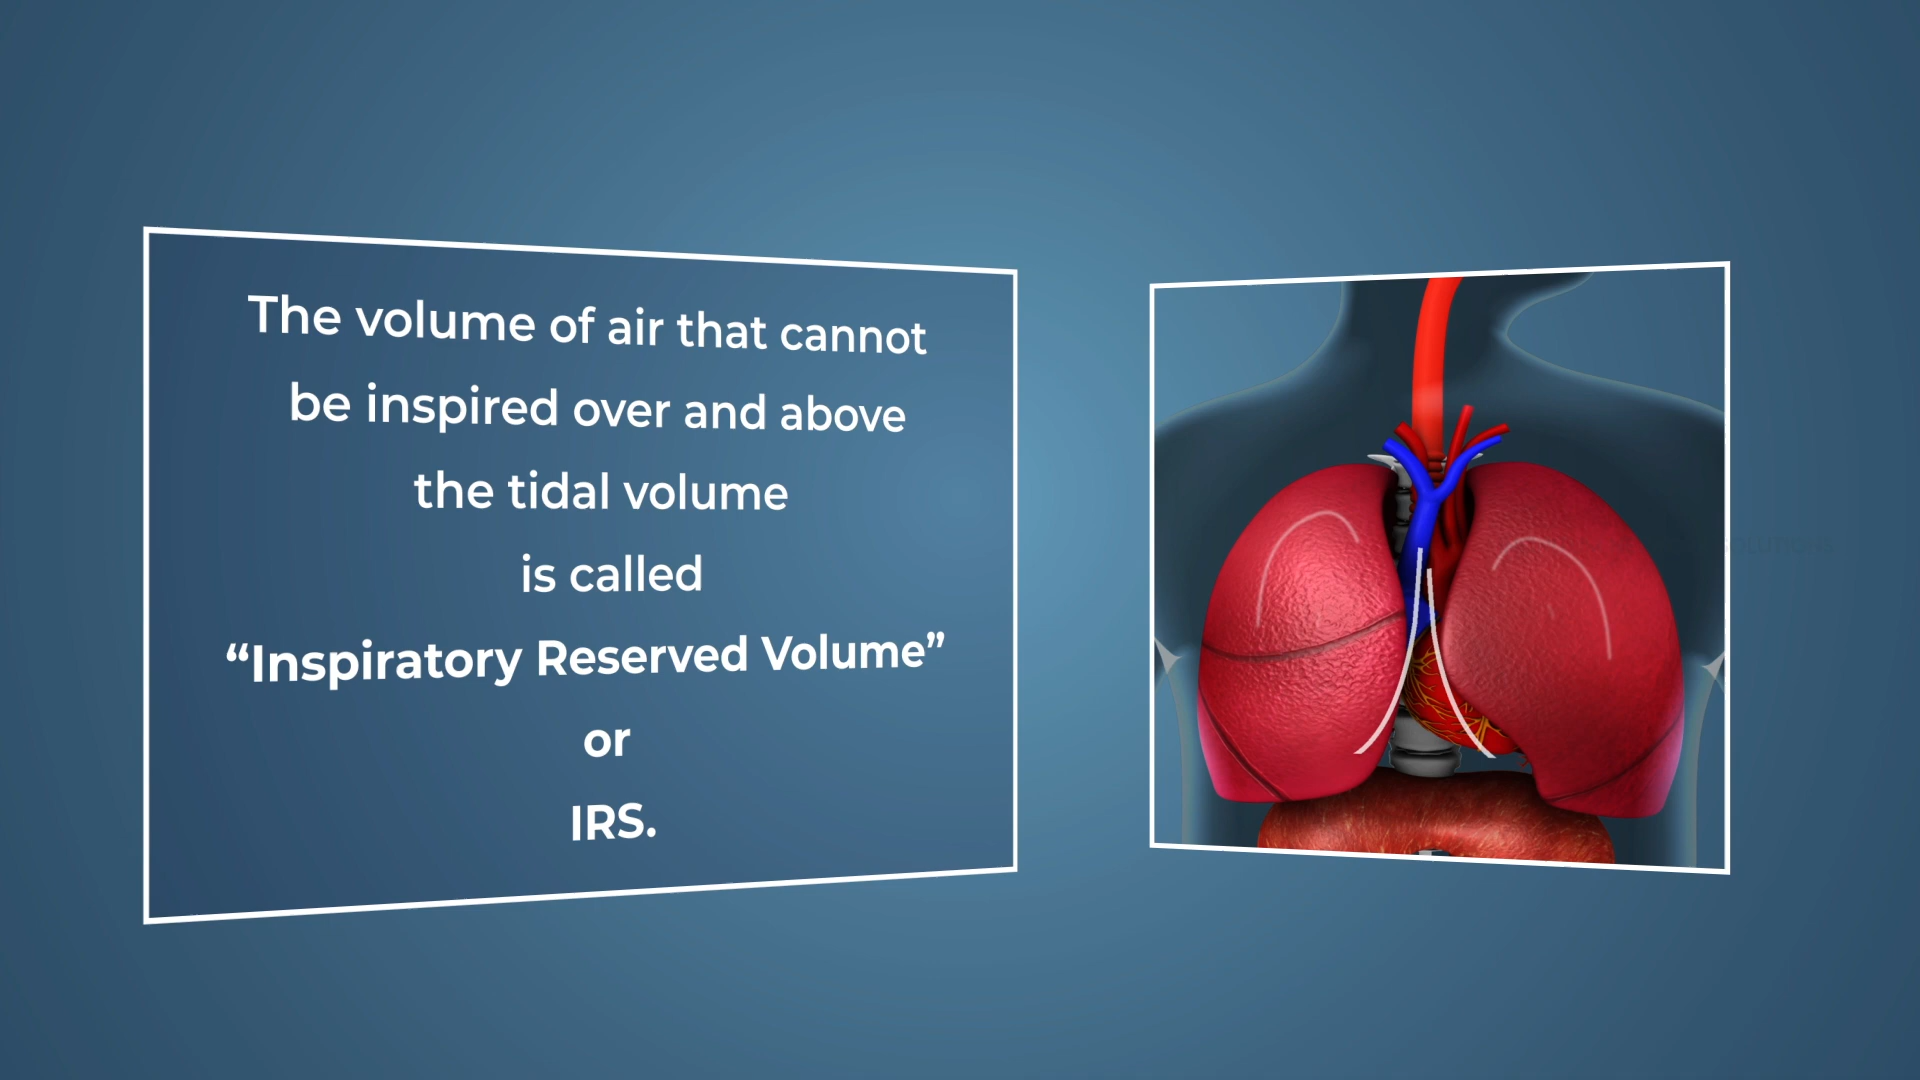 The volume of air that cannot
be inspired over and above
the tidal volume
is called
“Inspiratory Reserved Volume”
or
IRS.
SOLUTIONS